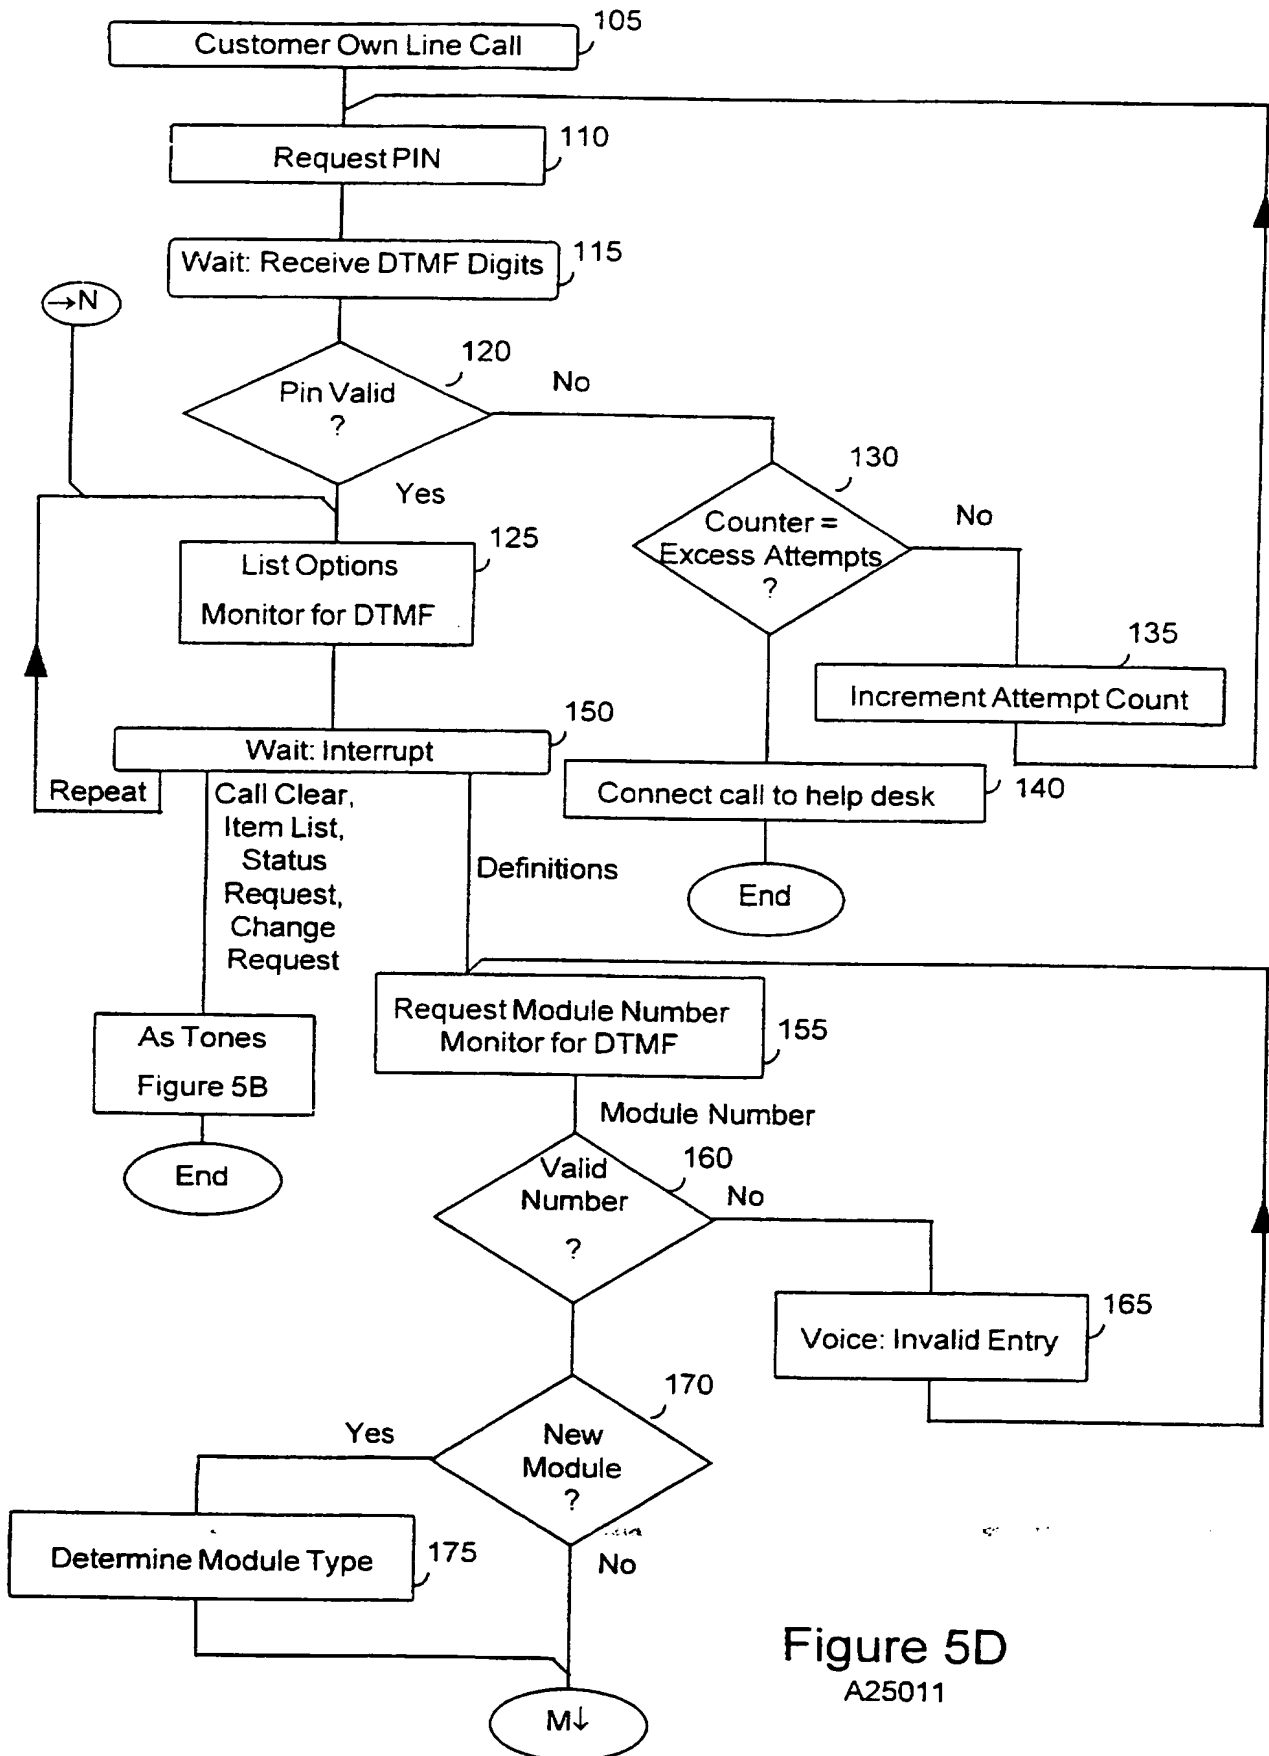 Customer Own Line Call
105
Request PIN
110
Wait: Receive DTMF Digits
115
→N
Pin Valid
?
120
No
Yes
Counter =
Excess Attempts
?
130
No
List Options
Monitor for DTMF
125
135
Increment Attempt Count
Wait: Interrupt
150
Repeat
Call Clear,
Item List,
Status
Request,
Change
Request
Definitions
Connect call to help desk
140
End
Request Module Number
Monitor for DTMF
155
As Tones
Figure 5B
End
Module Number
Valid
Number
?
160
No
Voice: Invalid Entry
165
New
Module
?
170
Yes
No
Determine Module Type
175
M↓
Figure 5D
A25011